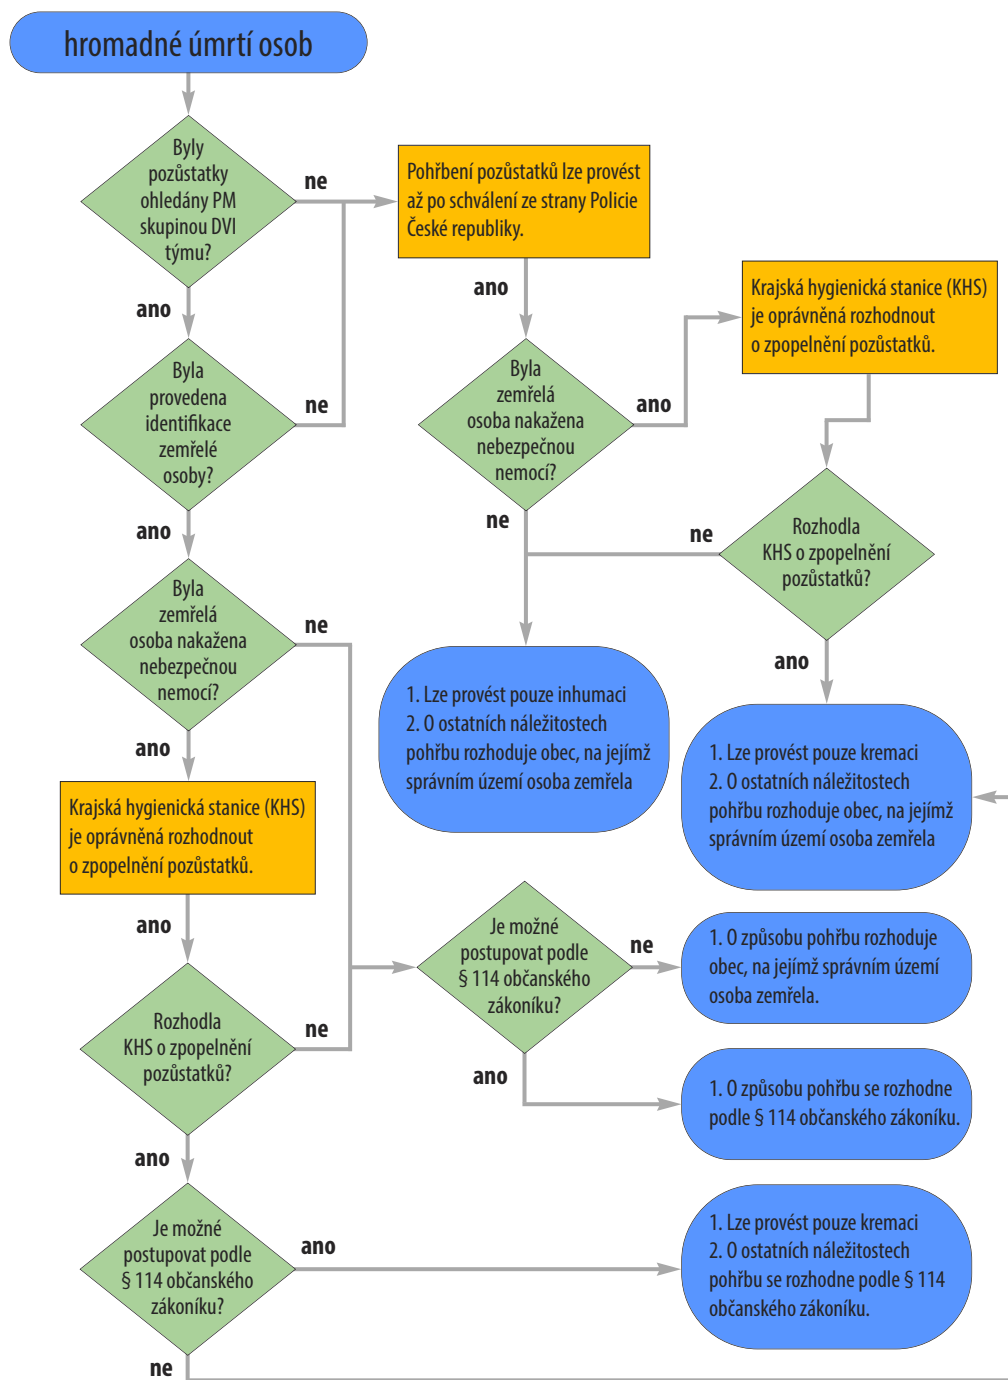 hromadné úmrtí osob
Byly
pozůstatky
ohledány PM
skupinou DVI
týmu?
ne
Pohřbení pozůstatků lze provést
až po schválení ze strany Policie
České republiky.
ano
ano
Krajská hygienická stanice (KHS)
je oprávněná rozhodnout
o zpopelnění pozůstatků.
Byla
provedena
identifikace
zemřelé
osoby?
ne
Byla
zemřelá
osoba nakažena
nebezpečnou
nemocí?
ano
ano
ne
ne
Rozhodla
KHS o zpopelnění
pozůstatků?
Byla
zemřelá
osoba nakažena
nebezpečnou
nemocí?
ne
ano
1. Lze provést pouze inhumaci
2. O ostatních náležitostech
pohřbu rozhoduje obec, na jejímž
správním území osoba zemřela
1. Lze provést pouze kremaci
2. O ostatních náležitostech
pohřbu rozhoduje obec, na jejímž
správním území osoba zemřela
ano
Krajská hygienická stanice (KHS)
je oprávněná rozhodnout
o zpopelnění pozůstatků.
ano
Je možné
postupovat podle
§ 114 občanského
zákoníku?
ne
1. O způsobu pohřbu rozhoduje
obec, na jejímž správním území
osoba zemřela.
Rozhodla
KHS o zpopelnění
pozůstatků?
ne
ano
1. O způsobu pohřbu se rozhodne
podle § 114 občanského zákoníku.
ano
Je možné
postupovat podle
§ 114 občanského
zákoníku?
ano
1. Lze provést pouze kremaci
2. O ostatních náležitostech
pohřbu se rozhodne podle § 114
občanského zákoníku.
ne